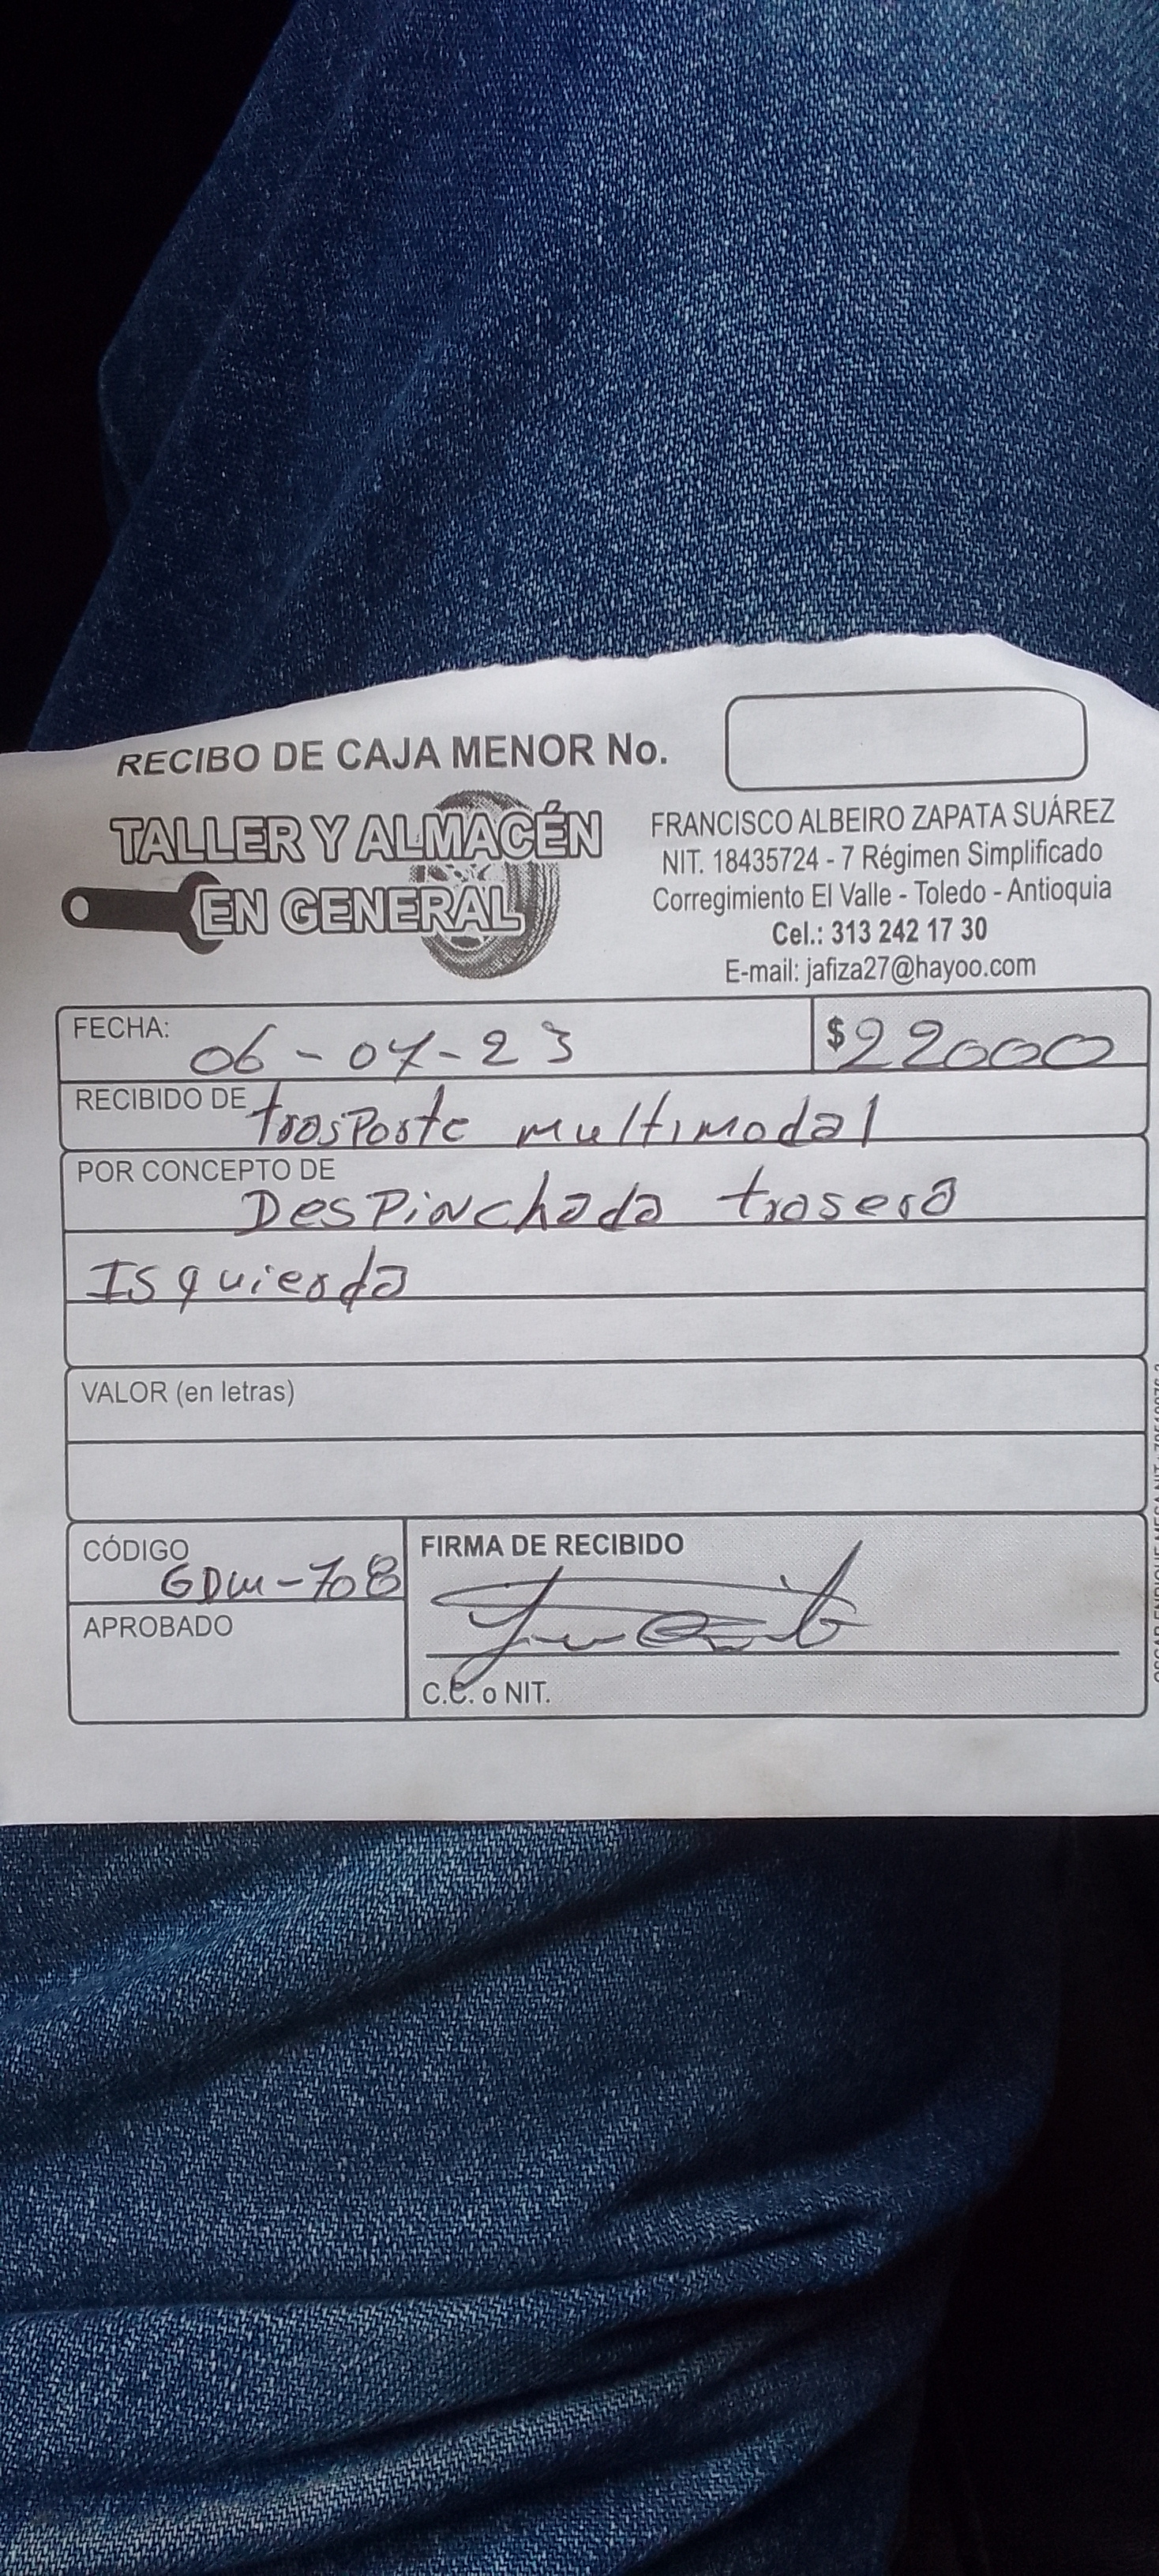 RECIBO DE CAJA MENOR No.
TALLER Y ALMACÉN
EN GENERAL
FRANCISCO ALBEIRO ZAPATA SUÁREZ
NIT. 18435724 - 7 Régimen Simplificado
Corregimiento El Valle - Toledo - Antioquia
Cel.: 313 242 17 30
E-mail: jafiza27@hayoo.com
FECHA: 06-07-23 $22000
RECIBIDO DE trasporte multimodal
POR CONCEPTO DE
Despinchada trasera
Isquierda
VALOR (en letras)
CÓDIGO
GDW-708
FIRMA DE RECIBIDO
APROBADO
C.C. o NIT.